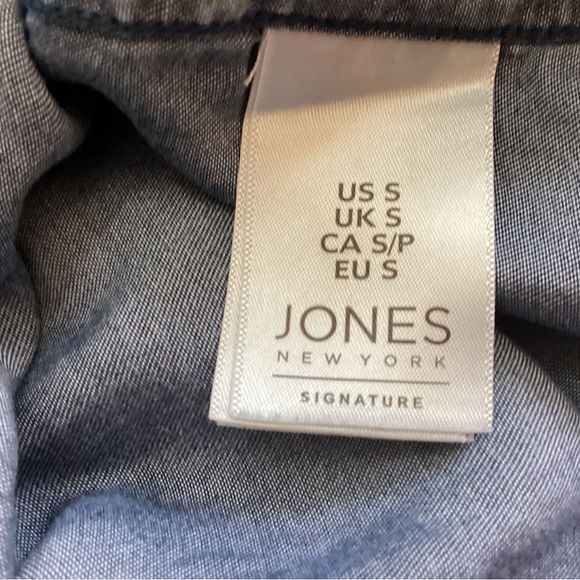 US S
UK S
CA S/P
EU S
JONES
NEW YORK
SIGNATURE